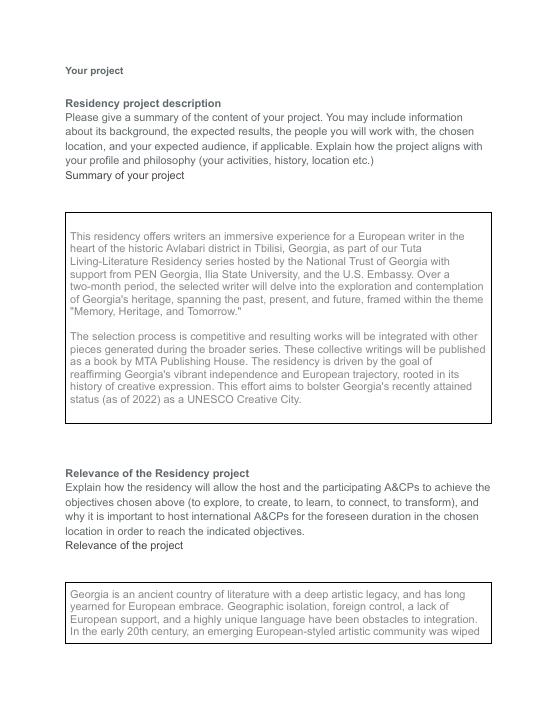 Your project
Residency project description
Please give a summary of the content of your project. You may include information
about its background, the expected results, the people you will work with, the chosen
location, and your expected audience, if applicable. Explain how the project aligns with
your profile and philosophy (your activities, history, location etc.)
Summary of your project
This residency offers writers an immersive experience for a European writer in the
heart of the historic Avlabari district in Tbilisi, Georgia, as part of our Tuta
Living-Literature Residency series hosted by the National Trust of Georgia with
support from PEN Georgia, Ilia State University, and the U.S. Embassy. Over a
two-month period, the selected writer will delve into the exploration and contemplation
of Georgia's heritage, spanning the past, present, and future, framed within the theme
"Memory, Heritage, and Tomorrow."
The selection process is competitive and resulting works will be integrated with other
pieces generated during the broader series. These collective writings will be published
as a book by MTA Publishing House. The residency is driven by the goal of
reaffirming Georgia's vibrant independence and European trajectory, rooted in its
history of creative expression. This effort aims to bolster Georgia's recently attained
status (as of 2022) as a UNESCO Creative City.
Relevance of the Residency project
Explain how the residency will allow the host and the participating A&CPs to achieve the
objectives chosen above (to explore, to create, to learn, to connect, to transform), and
why it is important to host international A&CPs for the foreseen duration in the chosen
location in order to reach the indicated objectives.
Relevance of the project
Georgia is an ancient country of literature with a deep artistic legacy, and has long
yearned for European embrace. Geographic isolation, foreign control, a lack of
European support, and a highly unique language have been obstacles to integration.
In the early 20th century, an emerging European-styled artistic community was wiped